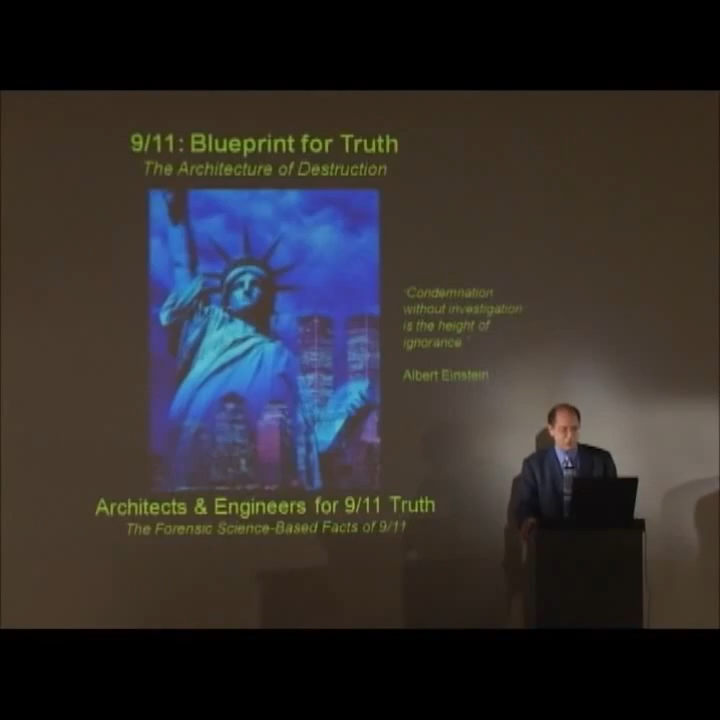 9/11: Blueprint for Truth
The Architecture of Destruction
"Condemnation
without investigation
is the height of
ignorance."
Albert Einstein
Architects & Engineers for 9/11 Truth
The Forensic Science-Based Facts of 9/11